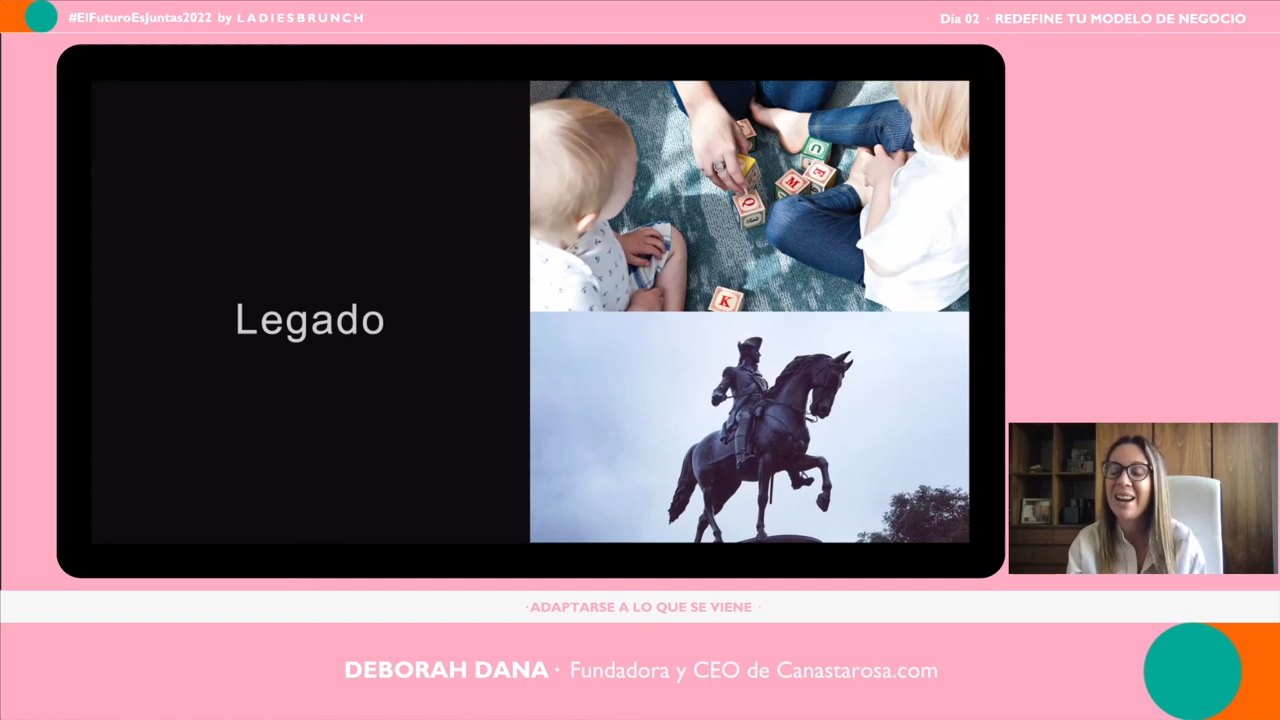 #ElFuturoEsJuntas2022 by LADIESBRUNCH
Día 02 · REDEFINE TU MODELO DE NEGOCIO
Legado
U
E
M
Q
K
· ADAPTARSE A LO QUE SE VIENE ·
DEBORAH DANA · Fundadora y CEO de Canastarosa.com